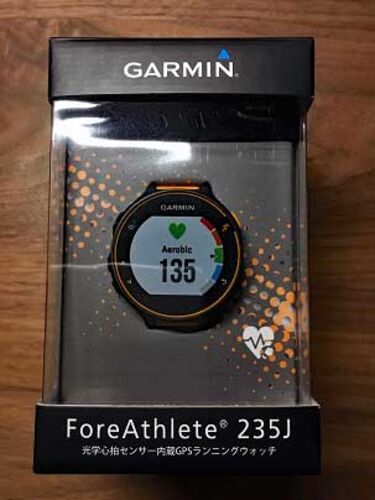 GARMIN®
GARMIN
Aerobic
135
ForeAthlete® 235J
光学心拍センサー内蔵GPSランニングウォッチ